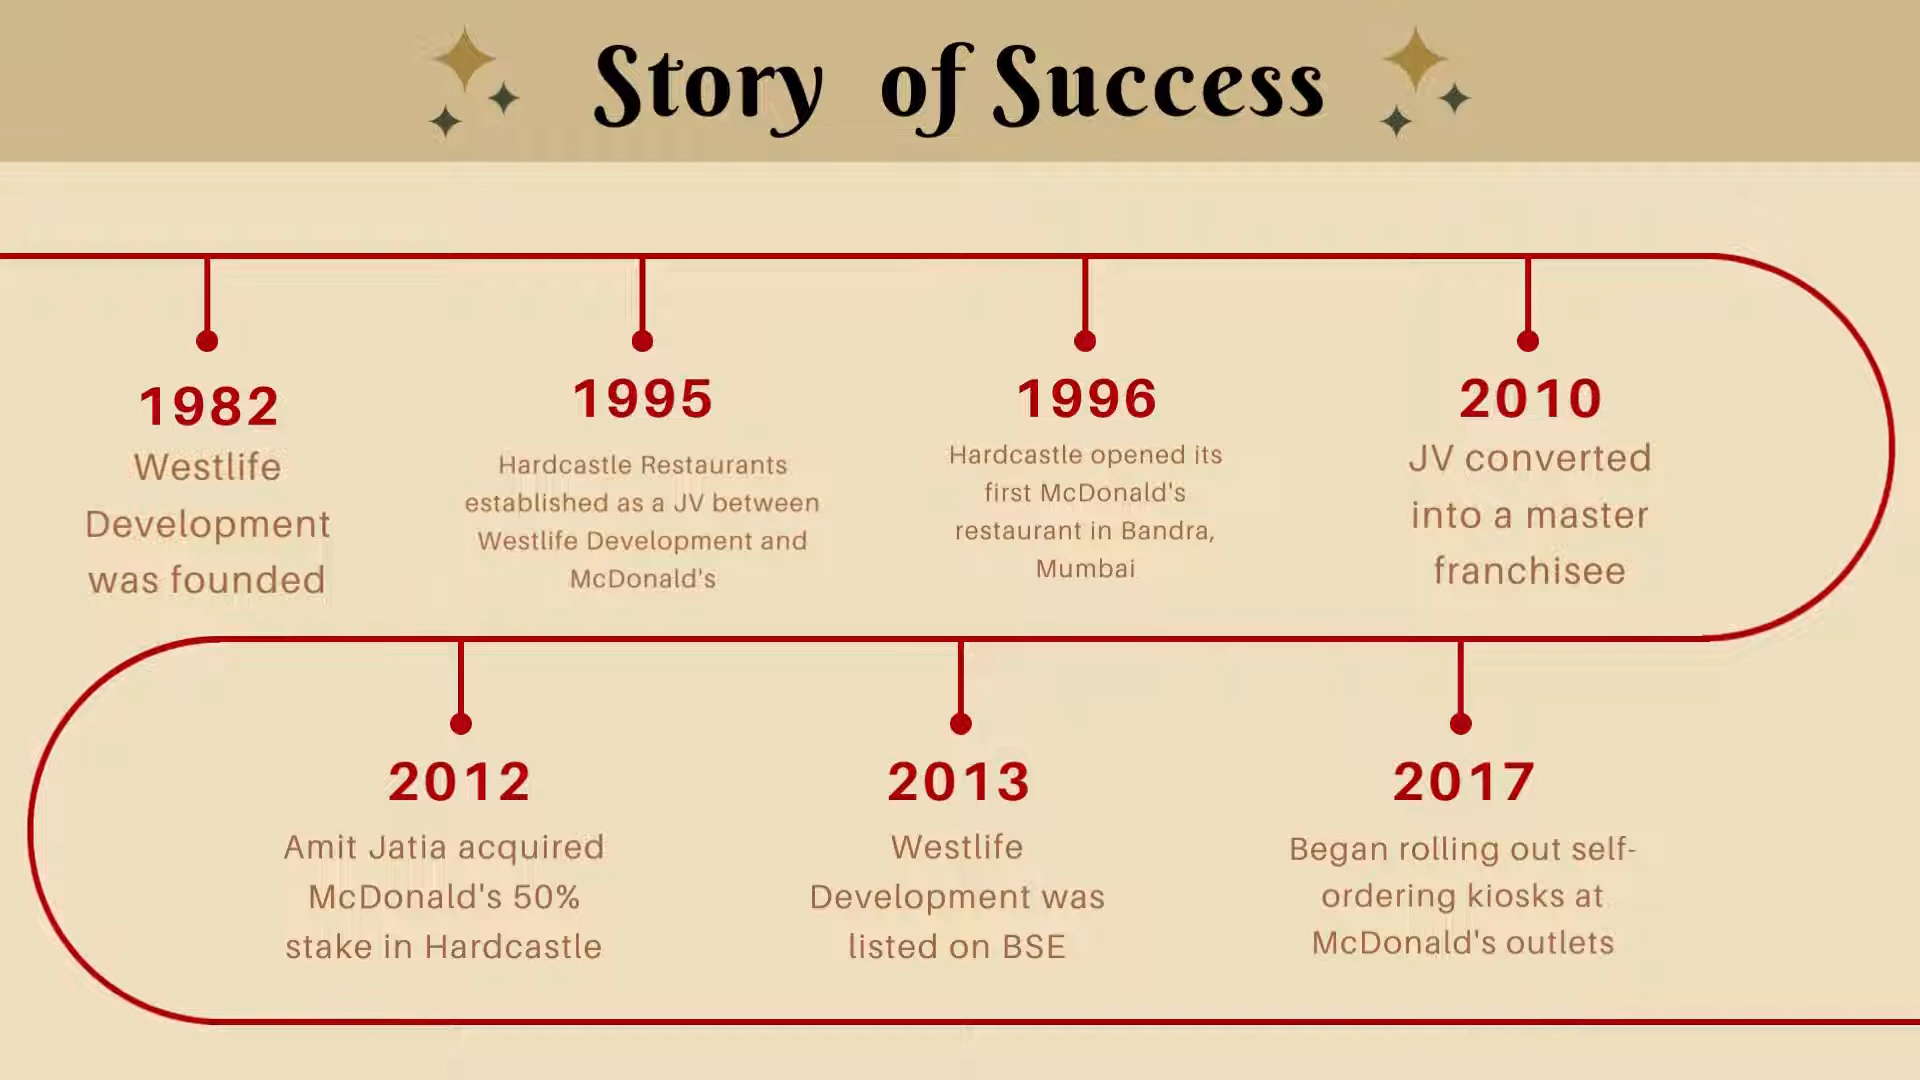 Story of Success
1982
Westlife
Development
was founded
1995
Hardcastle Restaurants
established as a JV between
Westlife Development and
McDonald's
1996
Hardcastle opened its
first McDonald's
restaurant in Bandra,
Mumbai
2010
JV converted
into a master
franchisee
2012
Amit Jatia acquired
McDonald's 50%
stake in Hardcastle
2013
Westlife
Development was
listed on BSE
2017
Began rolling out self-
ordering kiosks at
McDonald's outlets